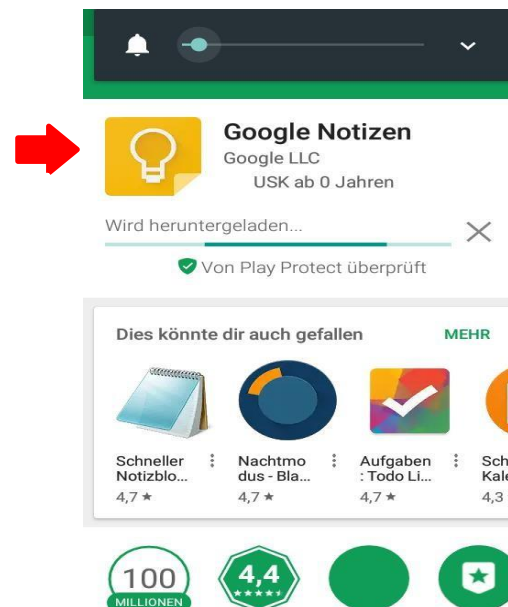 Google Notizen
Google LLC
USK ab 0 Jahren
Wird heruntergeladen...
Von Play Protect überprüft
Dies könnte dir auch gefallen
MEHR
Schneller
Notizblo...
4,7 ★
Nachtmo
dus - Bla...
4,7 ★
Aufgaben
: Todo Li...
4,7 ★
Sch
Kale
4,3
100
MILLIONEN
4,4